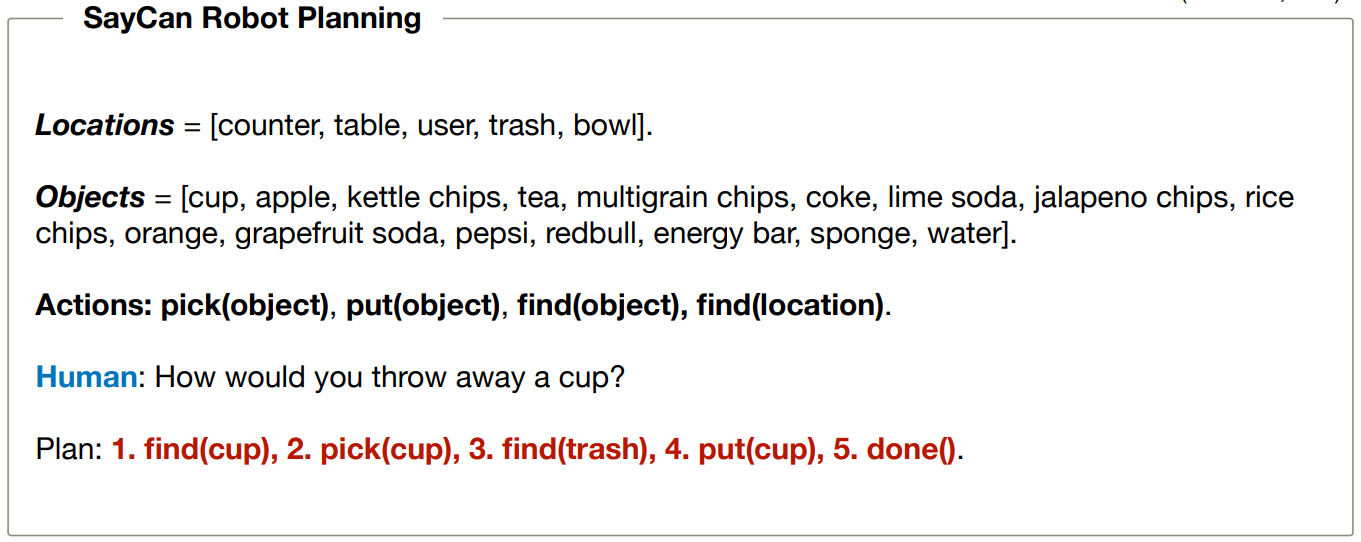 SayCan Robot Planning
Locations = [counter, table, user, trash, bowl].
Objects = [cup, apple, kettle chips, tea, multigrain chips, coke, lime soda, jalapeno chips, rice
chips, orange, grapefruit soda, pepsi, redbull, energy bar, sponge, water].
Actions: pick(object), put(object), find(object), find(location).
Human: How would you throw away a cup?
Plan: 1. find(cup), 2. pick(cup), 3. find(trash), 4. put(cup), 5. done().